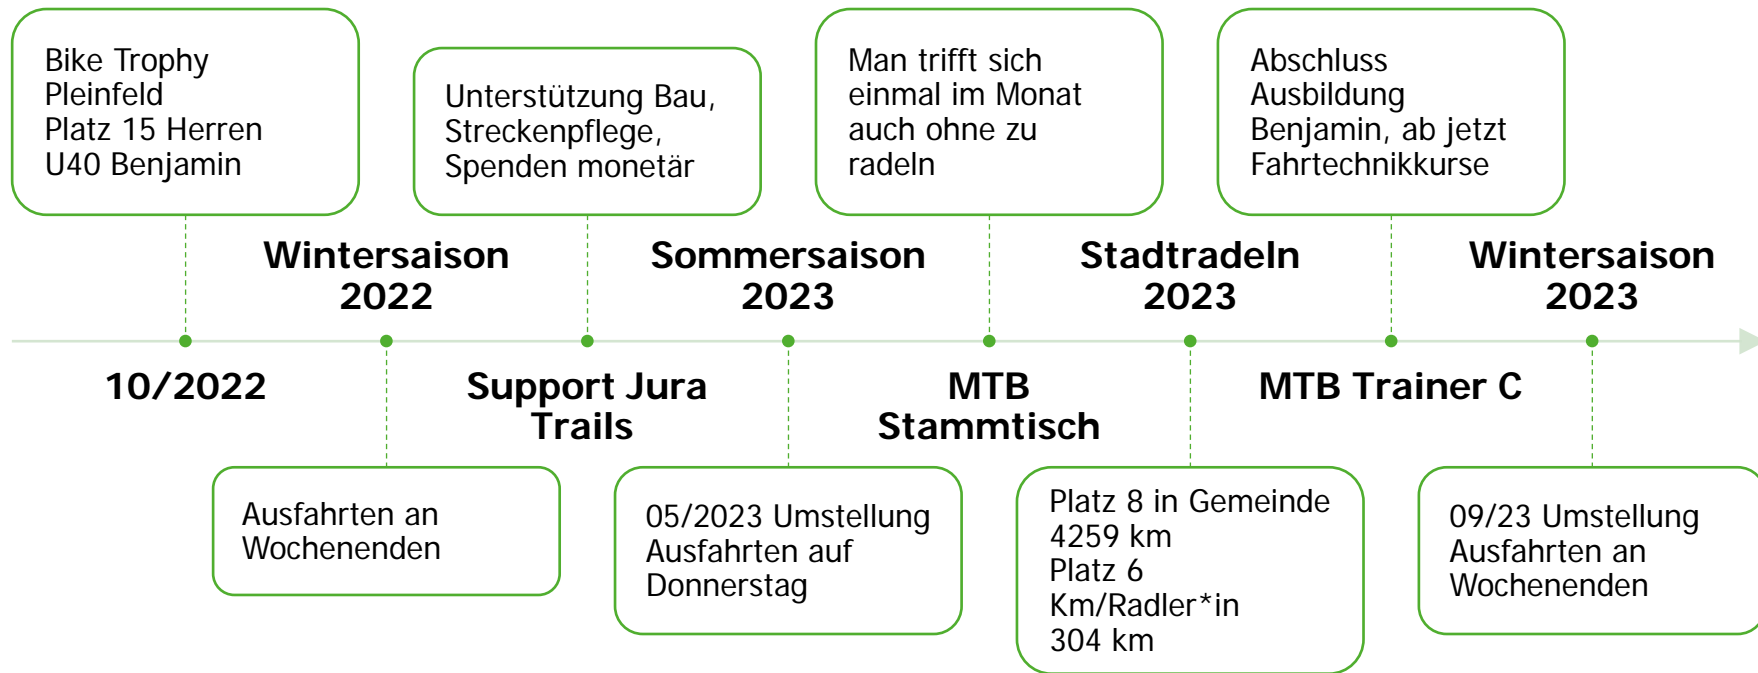 Bike Trophy
Pleinfeld
Platz 15 Herren
U40 Benjamin
10/2022
Wintersaison
2022
Ausfahrten an
Wochenenden
Unterstützung Bau,
Streckenpflege,
Spenden monetär
Support Jura
Trails
Sommersaison
2023
05/2023 Umstellung
Ausfahrten auf
Donnerstag
Man trifft sich
einmal im Monat
auch ohne zu
radeln
MTB
Stammtisch
Stadtradeln
2023
Platz 8 in Gemeinde
4259 km
Platz 6
Km/Radler*in
304 km
Abschluss
Ausbildung
Benjamin, ab jetzt
Fahrtechnikkurse
MTB Trainer C
Wintersaison
2023
09/23 Umstellung
Ausfahrten an
Wochenenden